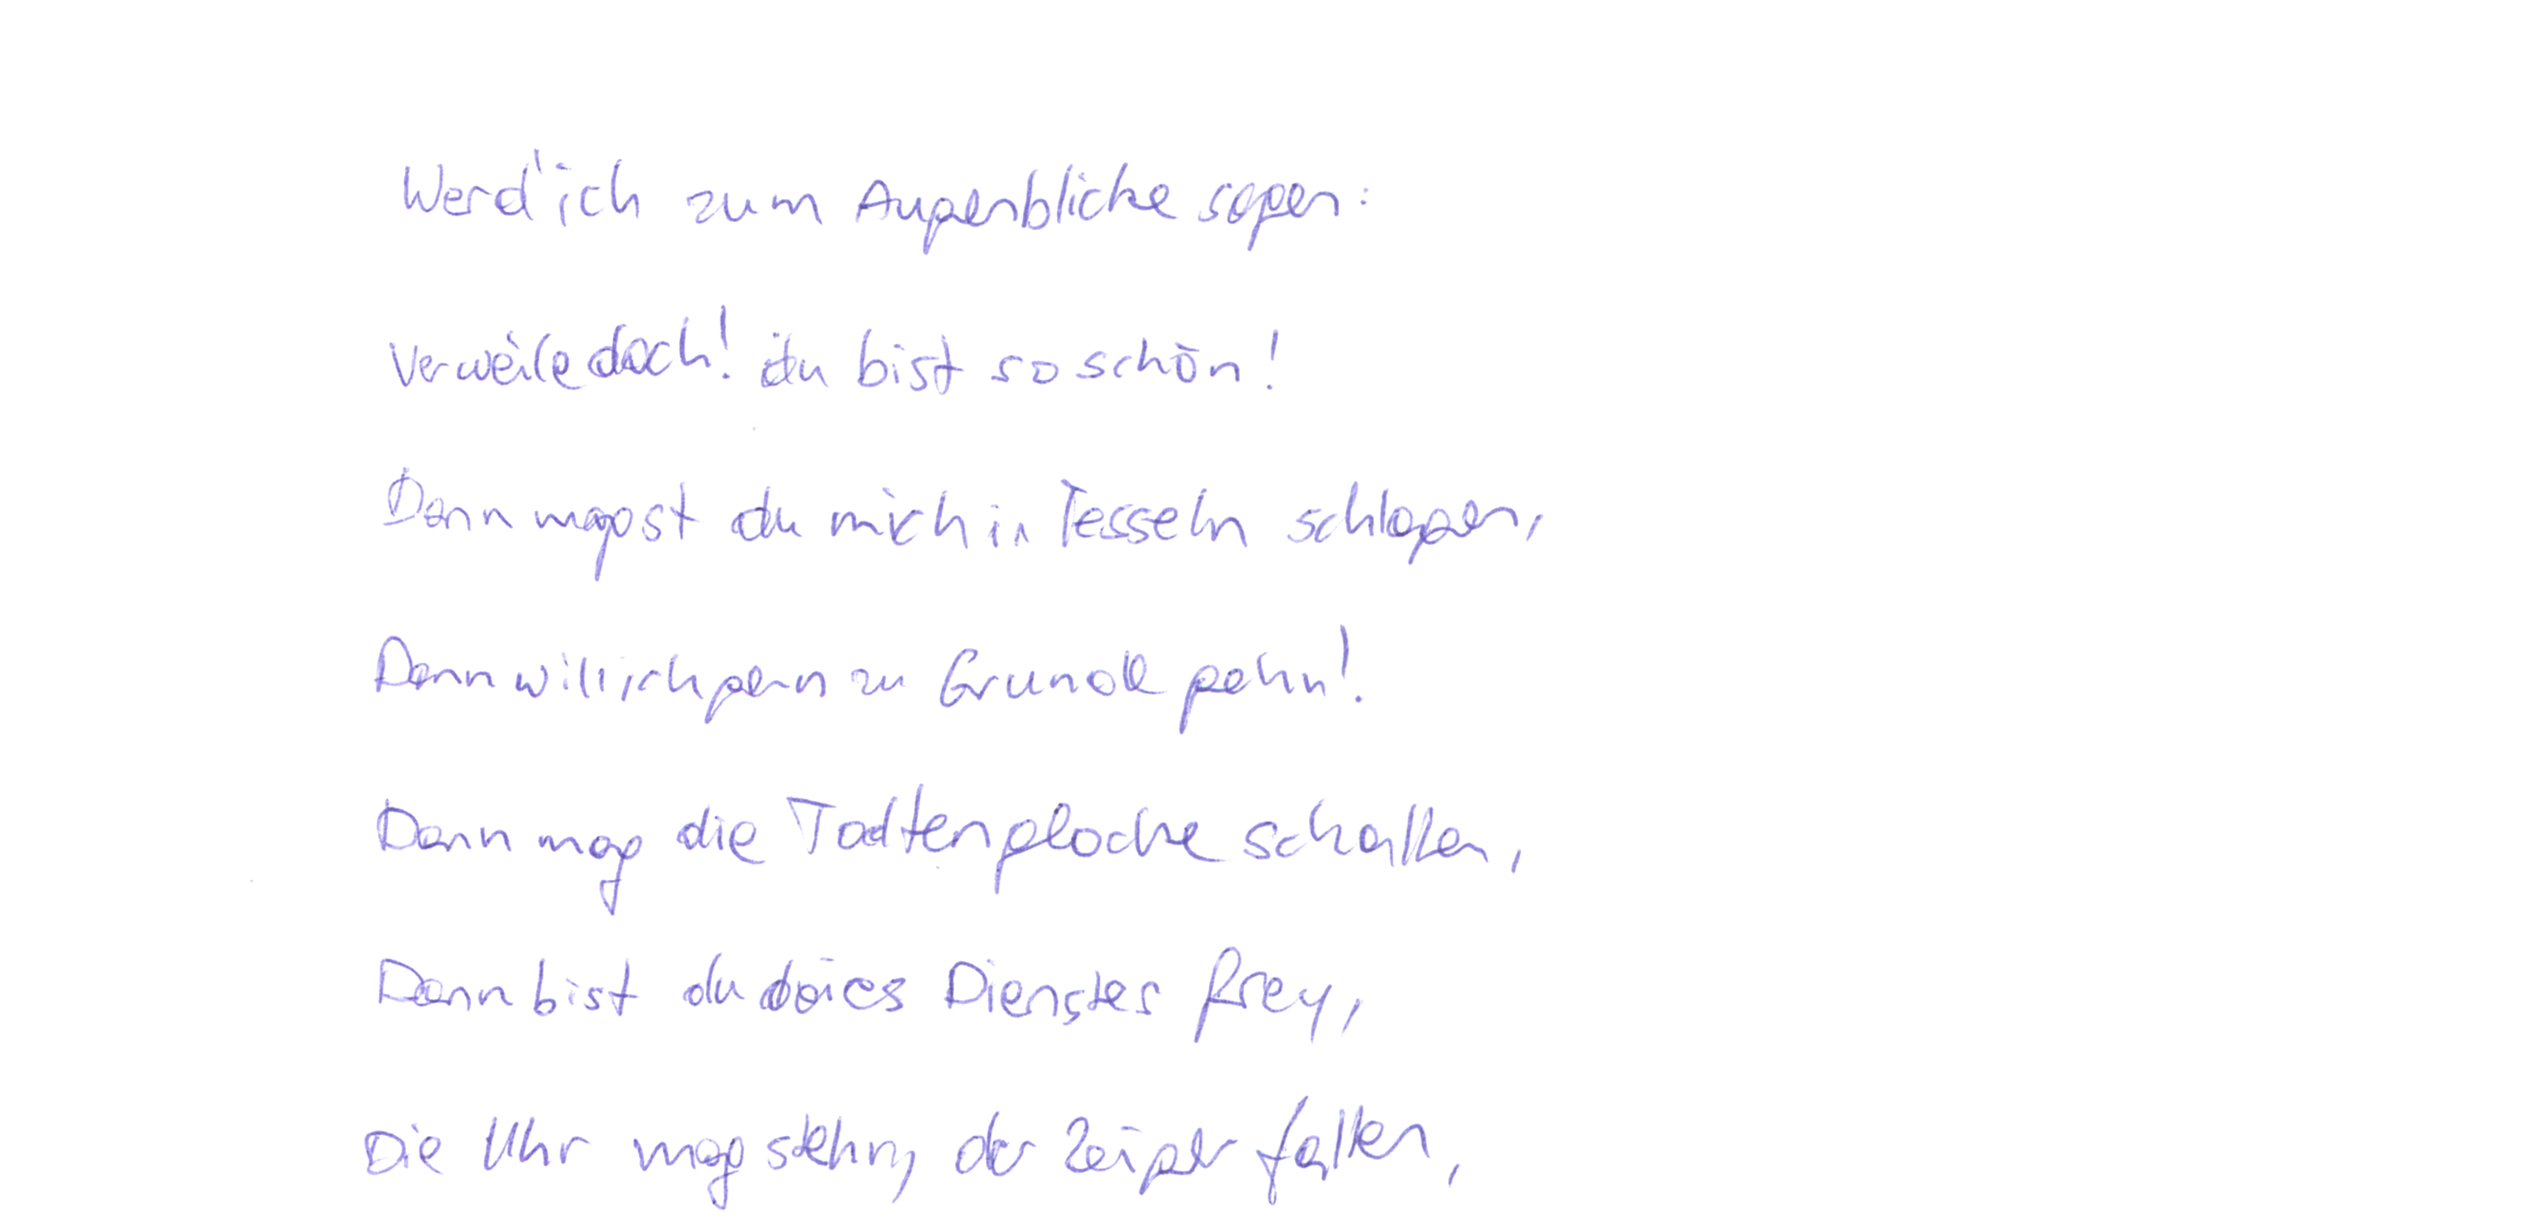 Werd' ich zum Augenblicke sagen:
Verweile doch! du bist so schön!
Dann magst du mich in Fesseln schlagen,
Dann will ich gern zu Grunde gehn!
Dann mag die Todtenglocke schallen,
Dann bist du deines Dienstes frey,
Die Uhr mag stehn, der Zeiger fallen,